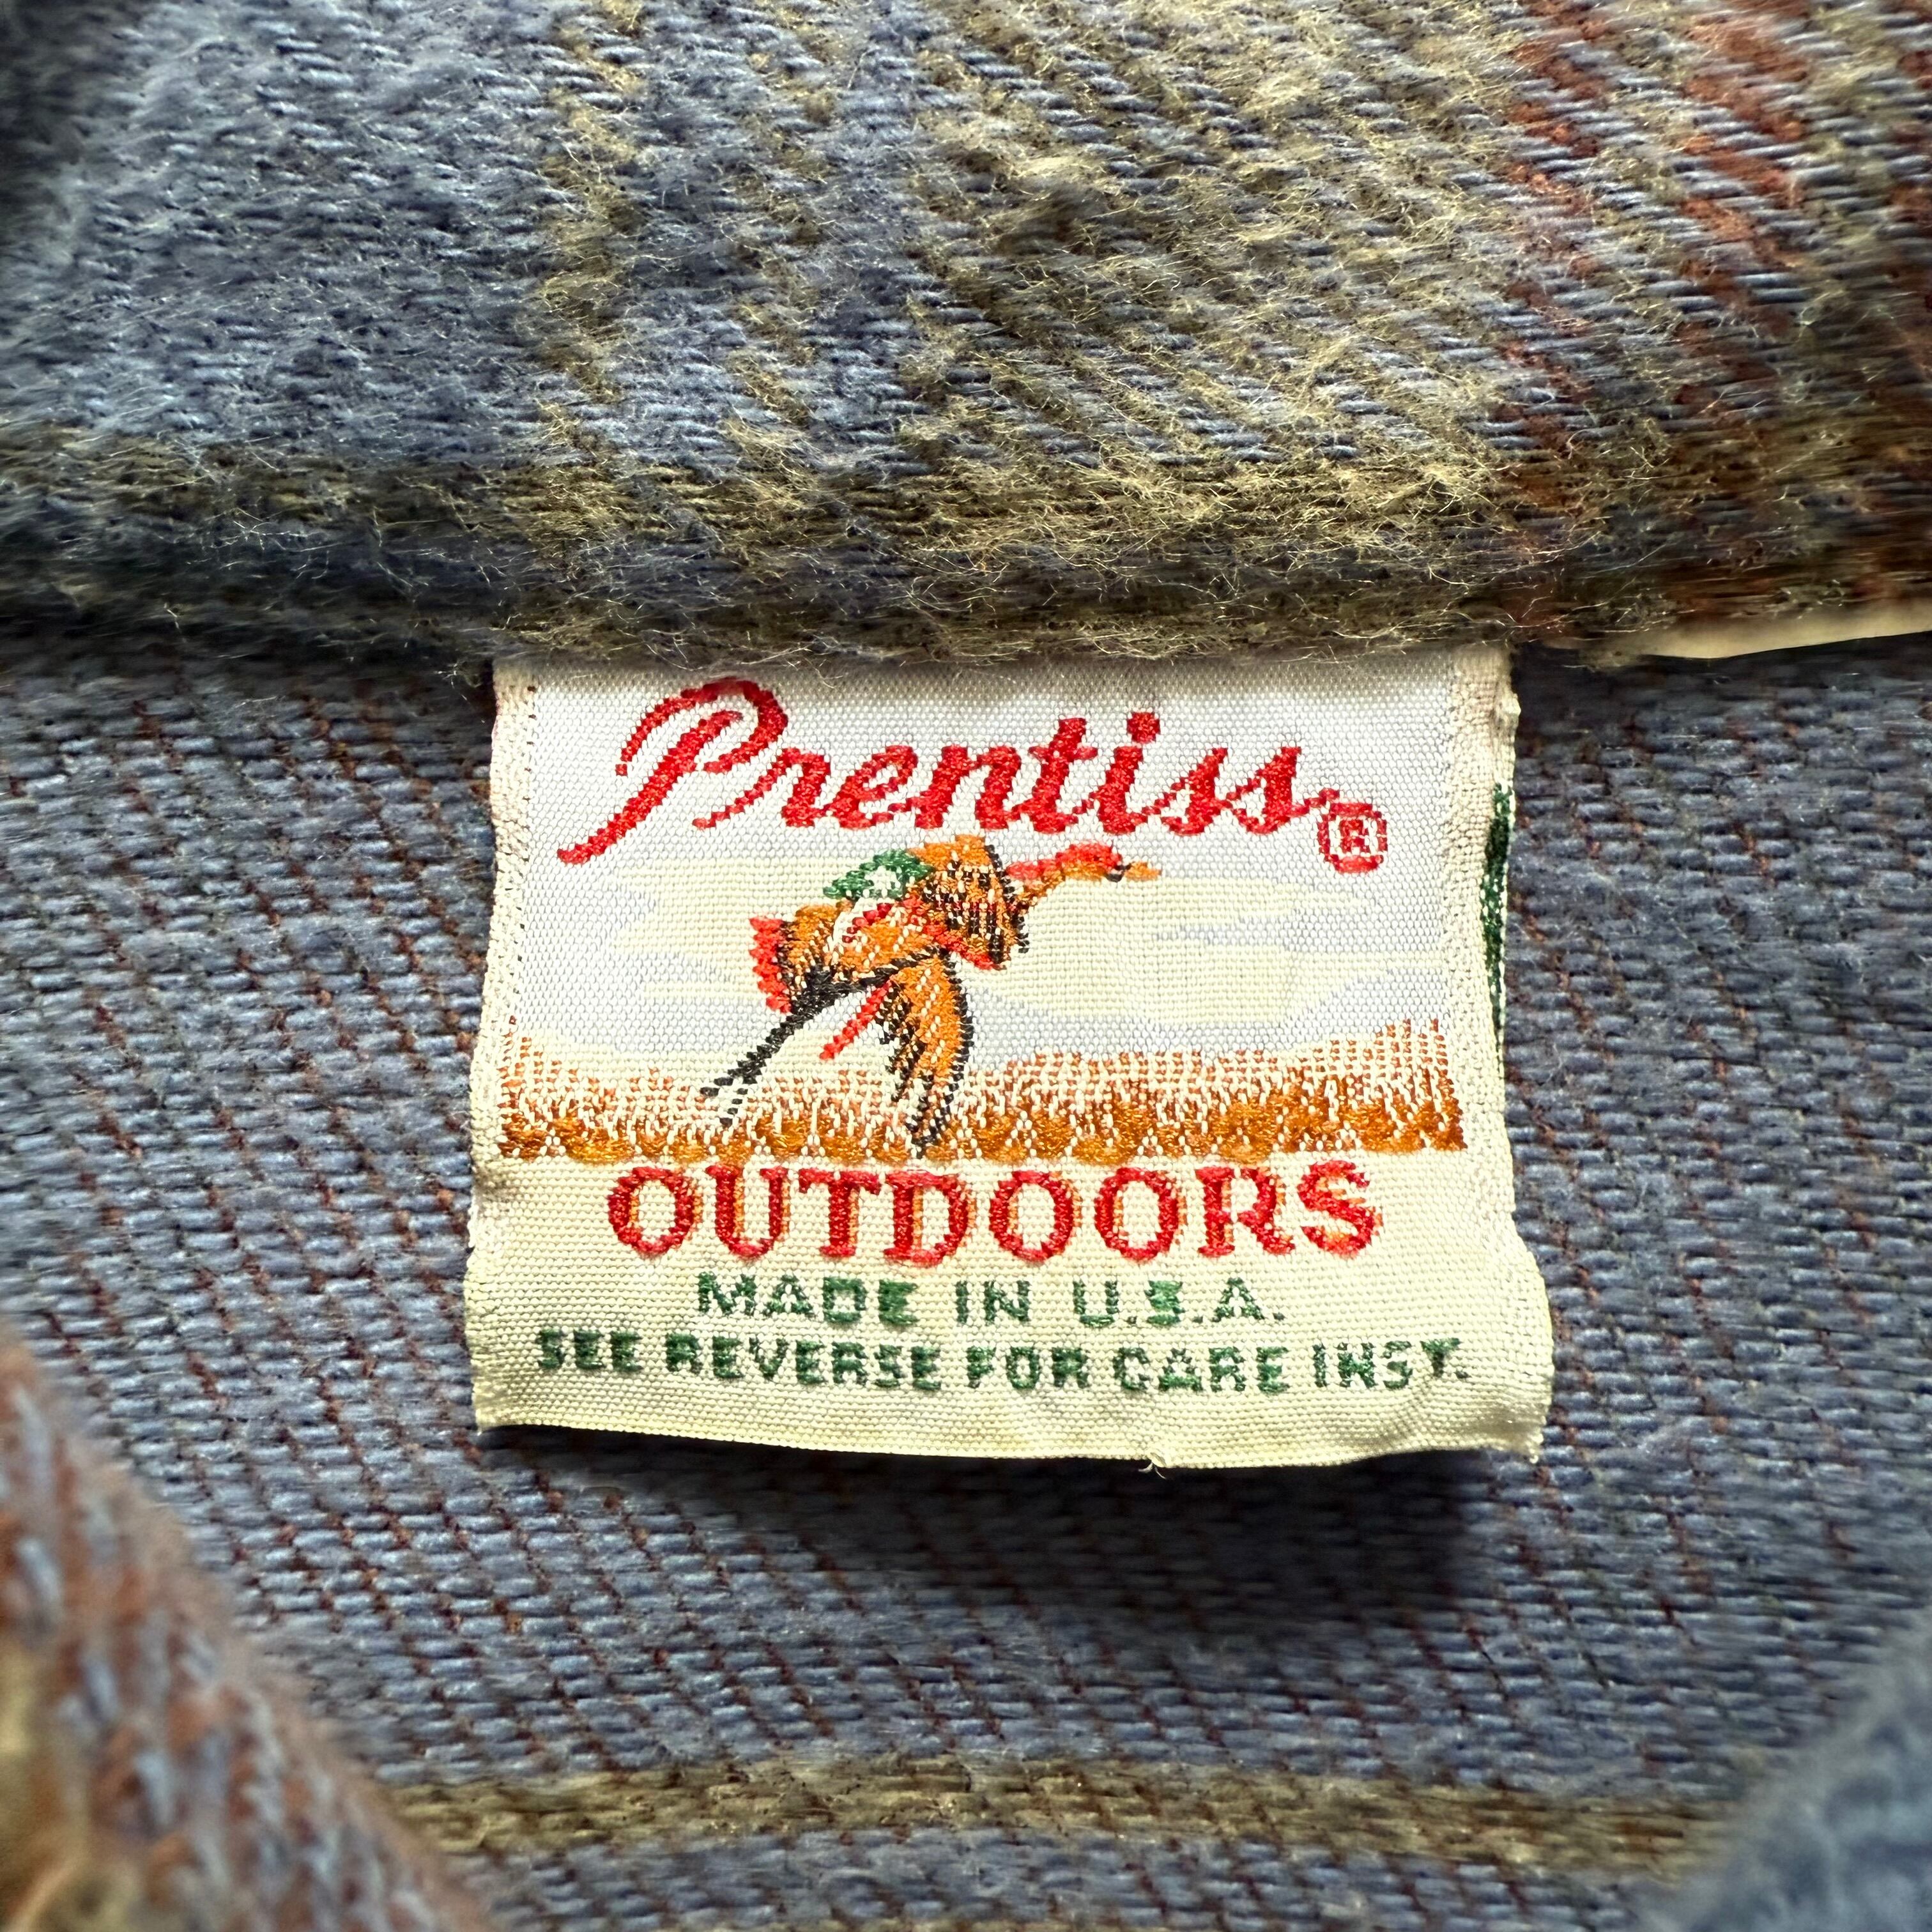 Prentiss®
OUTDOORS
MADE IN U.S.A.
SEE REVERSE FOR CARE INST.